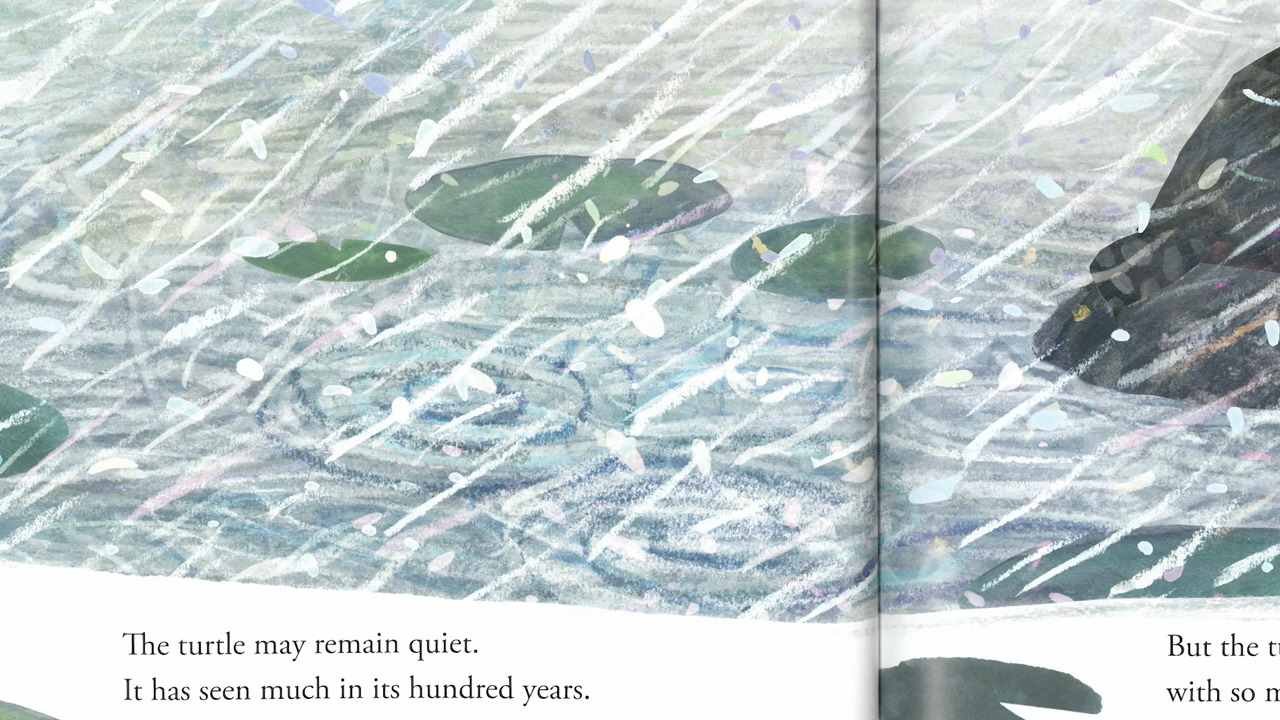 The turtle may remain quiet.
It has seen much in its hundred years.
But the
with so